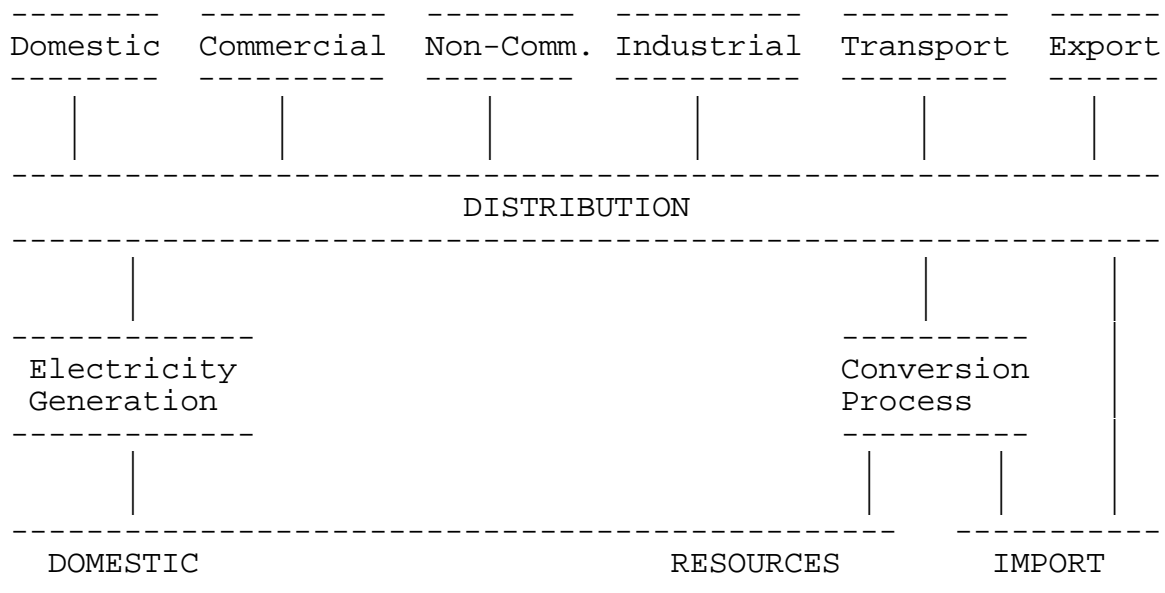 Domestic Commercial Non-Comm. Industrial Transport Export
DISTRIBUTION
Electricity Generation
Conversion Process
DOMESTIC RESOURCES IMPORT